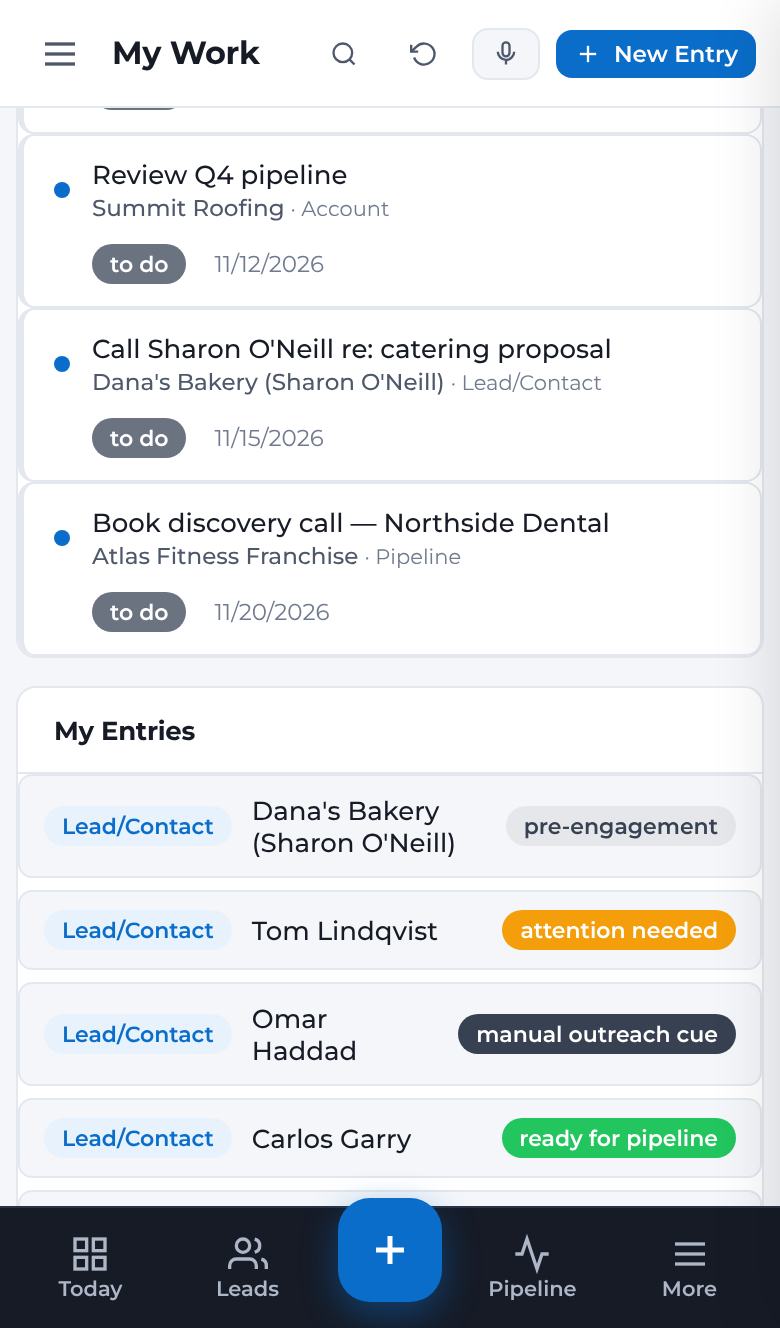 My Work
+ New Entry
Review Q4 pipeline
Summit Roofing · Account
to do 11/12/2026
Call Sharon O'Neill re: catering proposal
Dana's Bakery (Sharon O'Neill) · Lead/Contact
to do 11/15/2026
Book discovery call — Northside Dental
Atlas Fitness Franchise · Pipeline
to do 11/20/2026
My Entries
Lead/Contact Dana's Bakery (Sharon O'Neill) pre-engagement
Lead/Contact Tom Lindqvist attention needed
Lead/Contact Omar Haddad manual outreach cue
Lead/Contact Carlos Garry ready for pipeline
Today Leads + Pipeline More